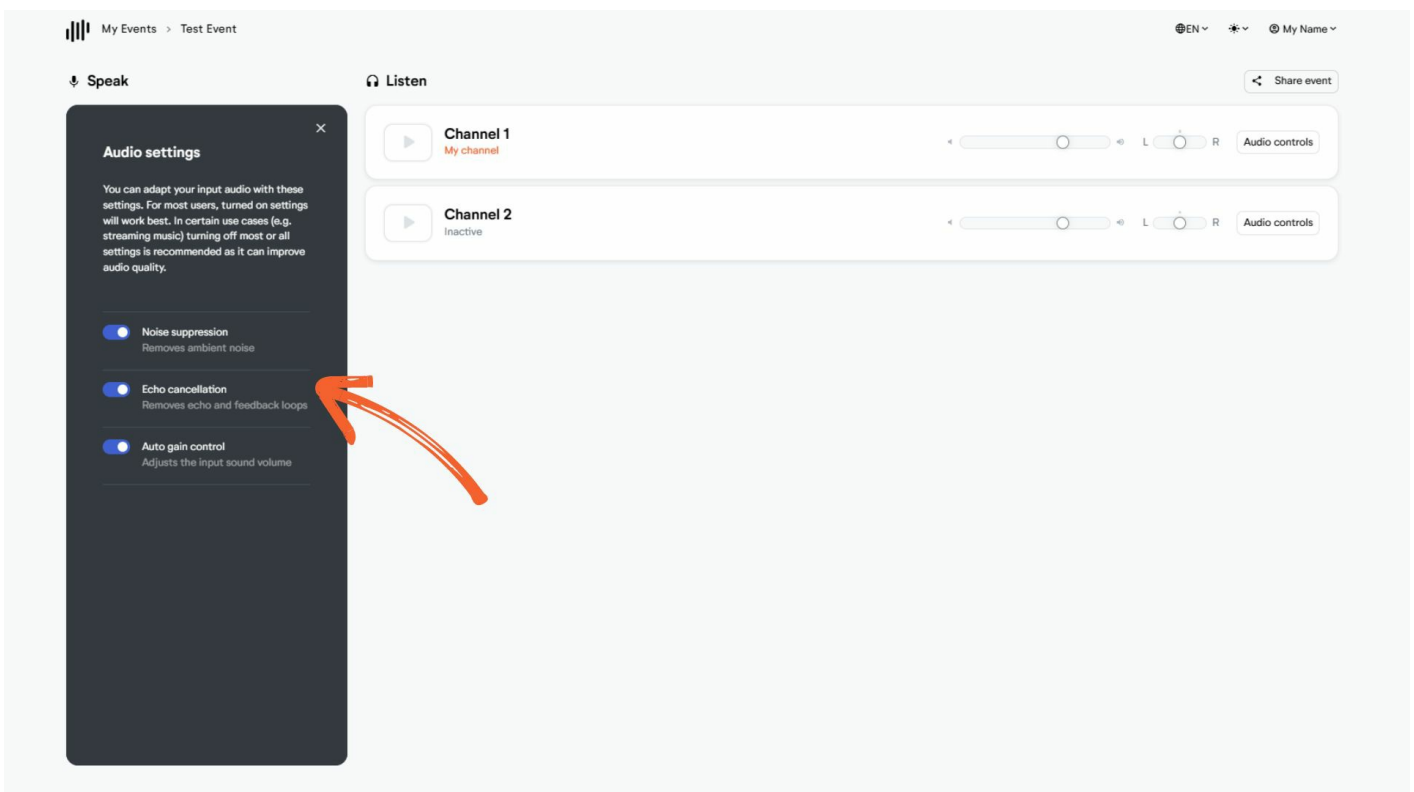 My Events > Test Event
EN
My Name
Speak
Listen
Share event
Audio settings
You can adapt your input audio with these
settings. For most users, turned on settings
will work best. In certain use cases (e.g.
streaming music) turning off most or all
settings is recommended as it can improve
audio quality.
Noise suppression
Removes ambient noise
Echo cancellation
Removes echo and feedback loops
Auto gain control
Adjusts the input sound volume
Channel 1
My channel
L R
Audio controls
Channel 2
Inactive
L R
Audio controls